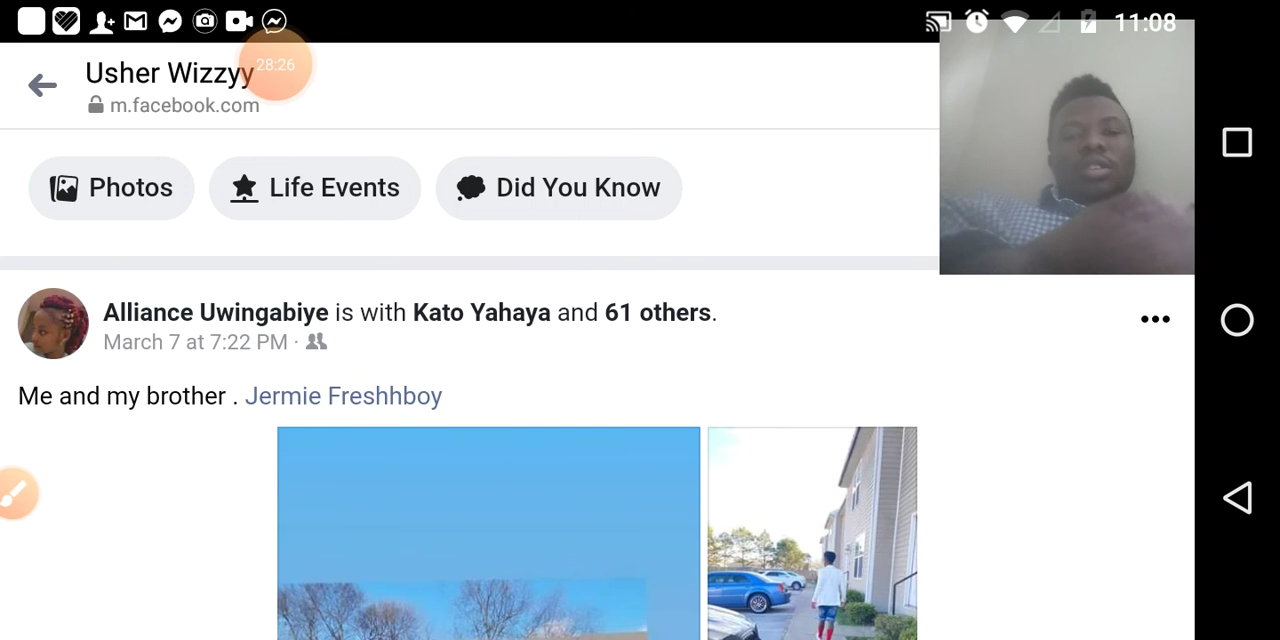 11:08
Usher Wizzyy
28:26
m.facebook.com
Photos
Life Events
Did You Know
Alliance Uwingabiye is with Kato Yahaya and 61 others.
March 7 at 7:22 PM ·
Me and my brother . Jermie Freshhboy